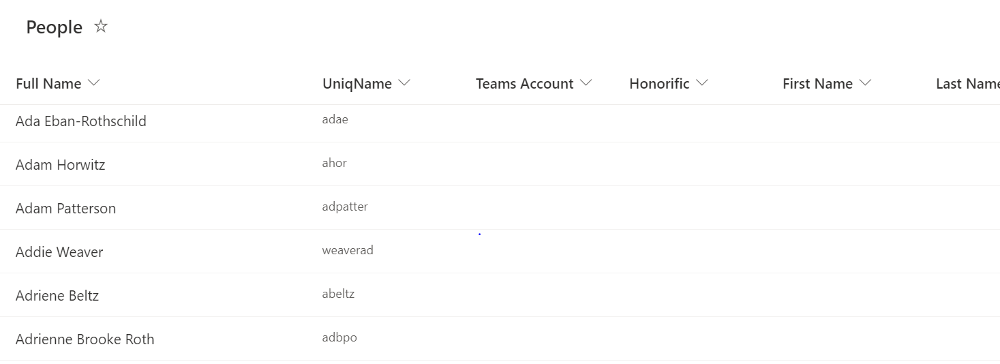 People
Full Name UniqName Teams Account Honorific First Name Last Name
Ada Eban-Rothschild adae
Adam Horwitz ahor
Adam Patterson adpatter
Addie Weaver weaverad
Adriene Beltz abeltz
Adrienne Brooke Roth adbpo